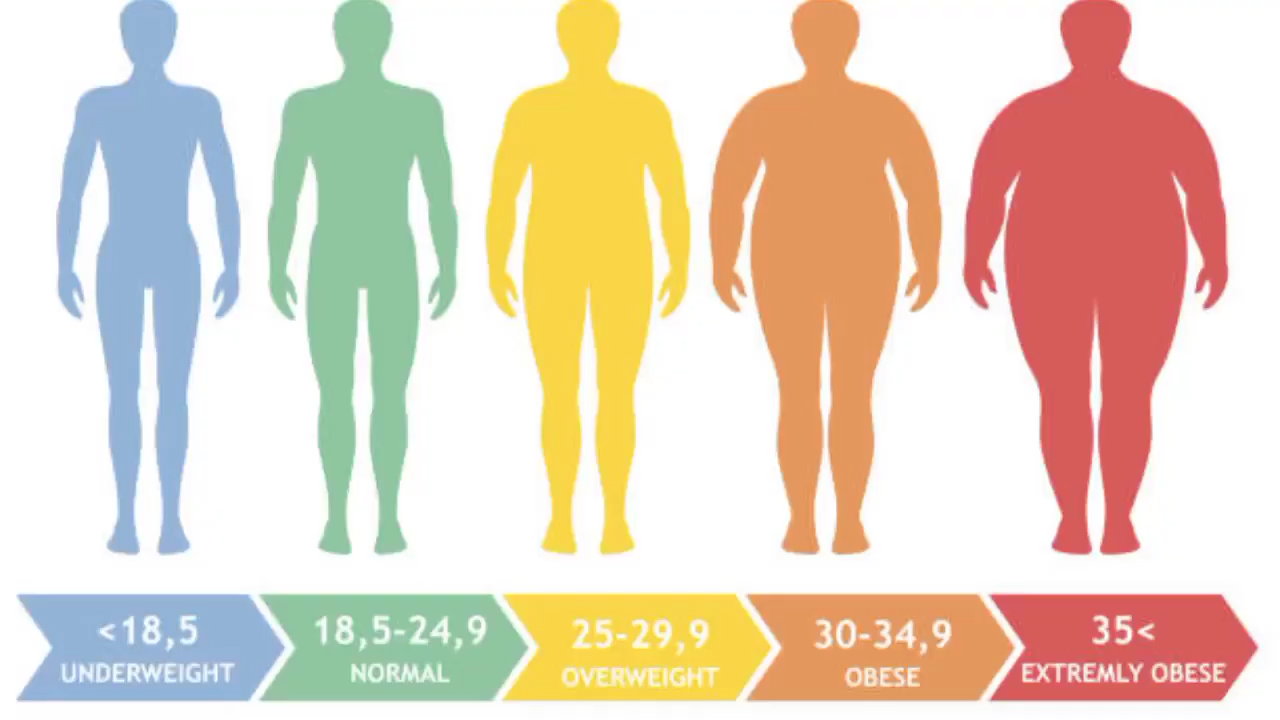 <18,5
UNDERWEIGHT
18,5-24,9
NORMAL
25-29,9
OVERWEIGHT
30-34,9
OBESE
35<
EXTREMLY OBESE